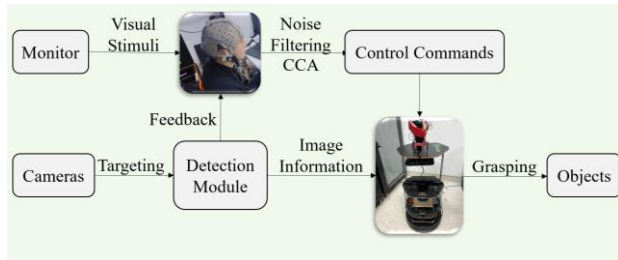 Monitor
Visual
Stimuli
Noise
Filtering
CCA
Control Commands
Feedback
Cameras
Targeting
Detection
Module
Image
Information
Grasping
Objects